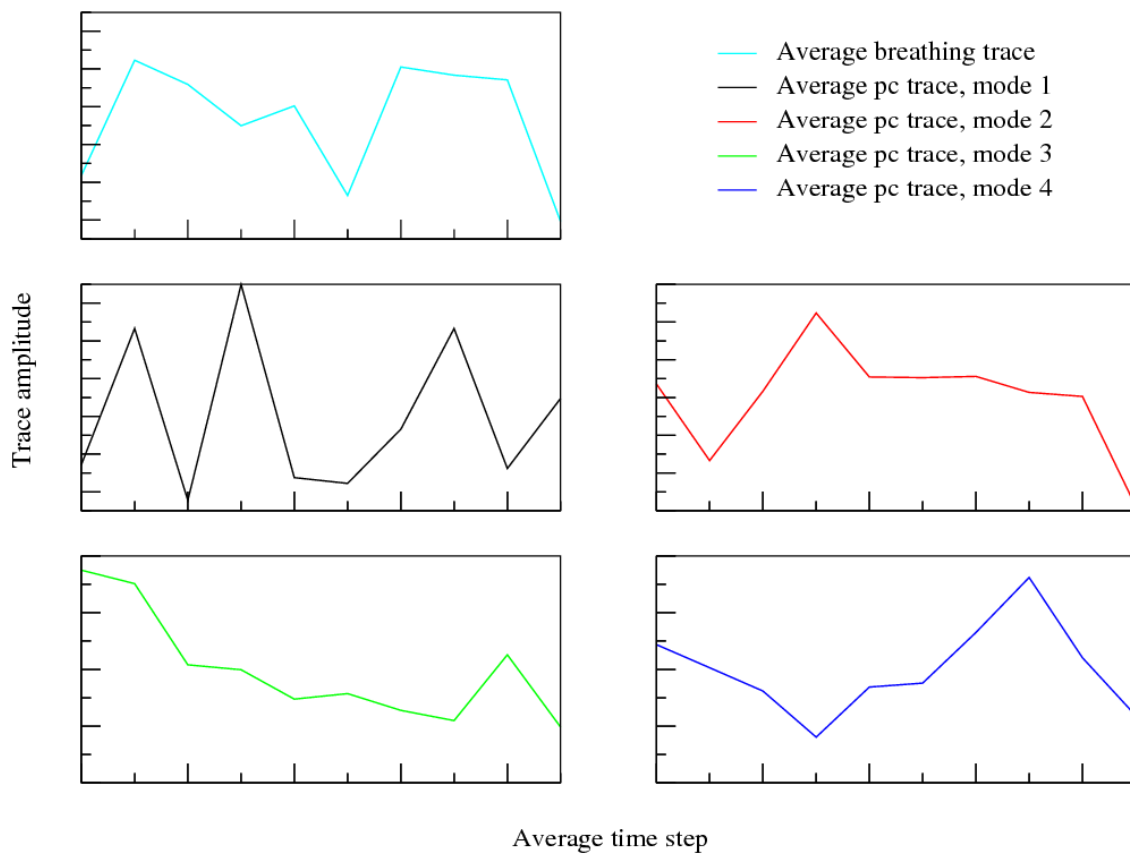 Average breathing trace
Average pc trace, mode 1
Average pc trace, mode 2
Average pc trace, mode 3
Average pc trace, mode 4
Trace amplitude
Average time step